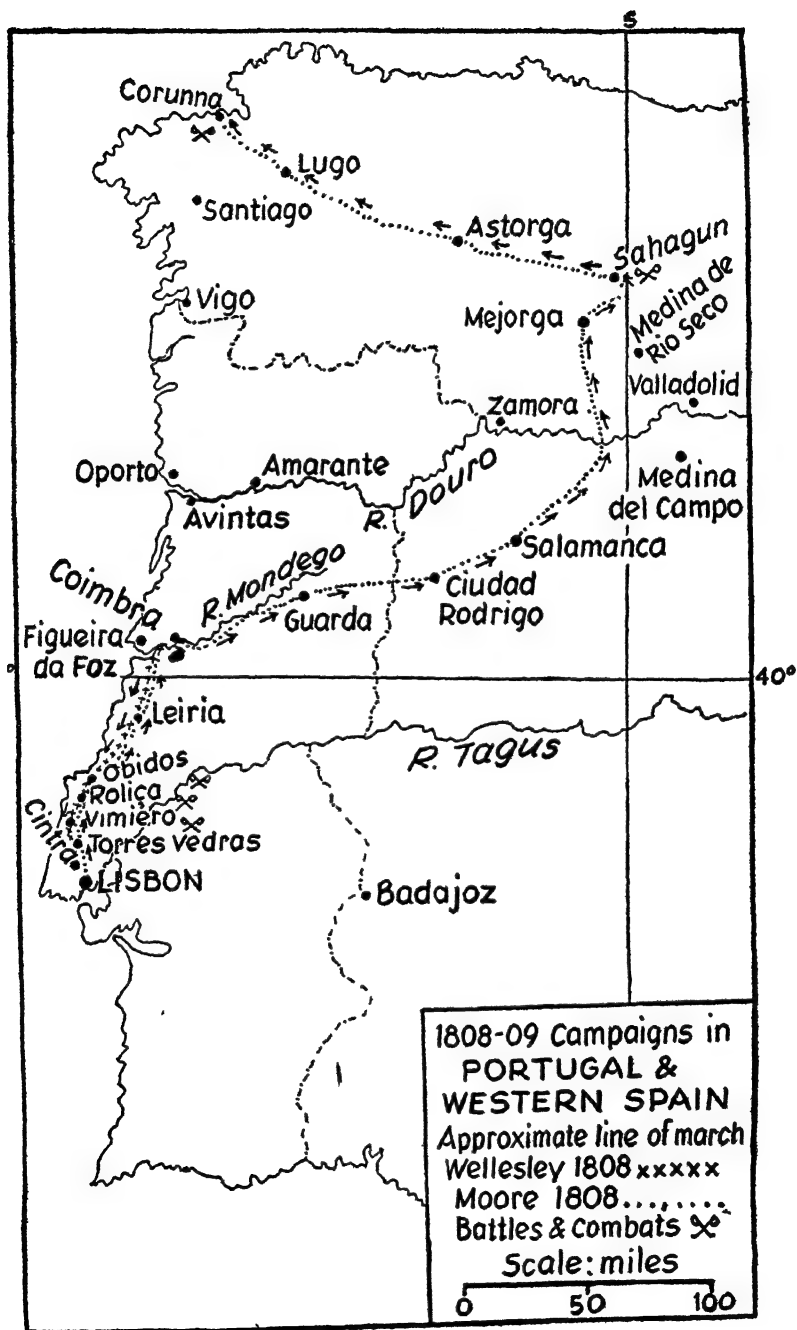 5
Corunna
Lugo
Santiago
Astorga
Sahagun
Vigo
Mejorga
Medina de
Rio Seco
Valladolid
Zamora
Oporto
Amarante
R. Douro
Medina
del Campo
Avintas
Salamanca
Coimbra
R. Mondego
Ciudad
Rodrigo
Guarda
Figueira
da Foz
40°
Leiria
R. Tagus
Obidos
Roliça
Vimiero
Cintra
Torres Vedras
LISBON
Badajoz
1808-09 Campaigns in
PORTUGAL &
WESTERN SPAIN
Approximate line of march
Wellesley 1808 xxxxx
Moore 1808........
Battles & Combats
Scale: miles
0 50 100